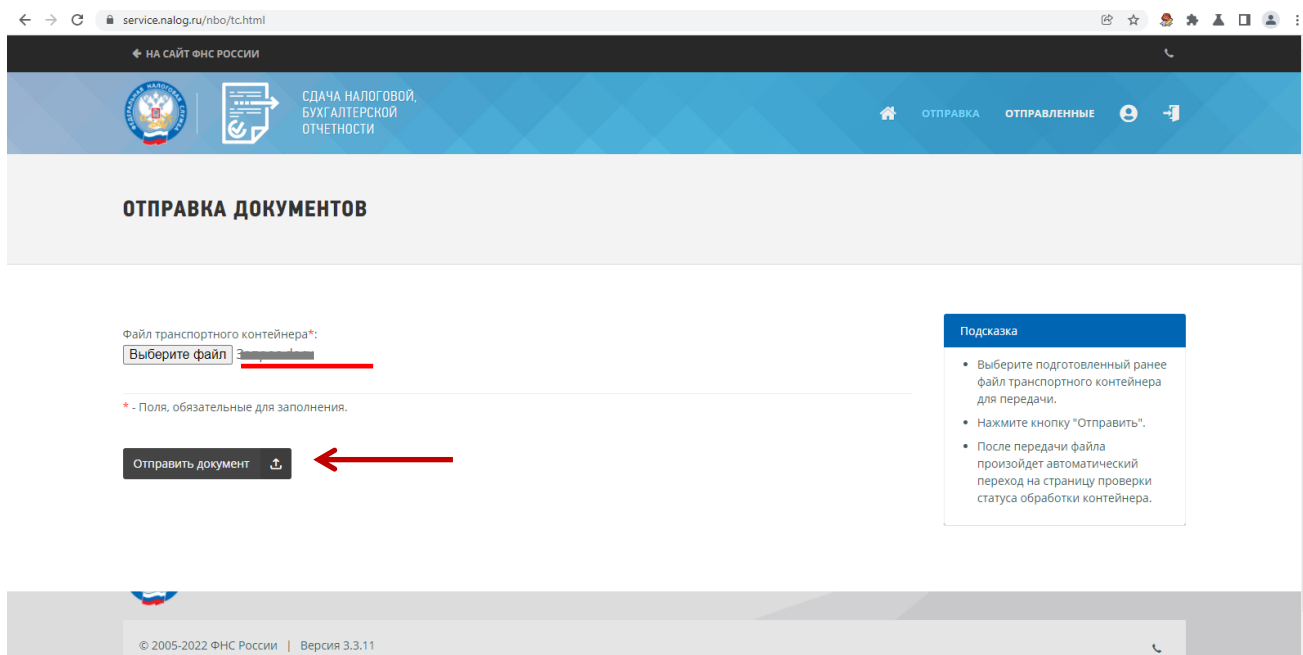 service.nalog.ru/nbo/tc.html
НА САЙТ ФНС РОССИИ
СДАЧА НАЛОГОВОЙ,
БУХГАЛТЕРСКОЙ
ОТЧЕТНОСТИ
ОТПРАВКА
ОТПРАВЛЕННЫЕ
ОТПРАВКА ДОКУМЕНТОВ
Файл транспортного контейнера*:
Выберите файл
* - Поля, обязательные для заполнения.
Отправить документ
Подсказка
• Выберите подготовленный ранее
файл транспортного контейнера
для передачи.
• Нажмите кнопку "Отправить".
• После передачи файла
произойдет автоматический
переход на страницу проверки
статуса обработки контейнера.
© 2005-2022 ФНС России | Версия 3.3.11